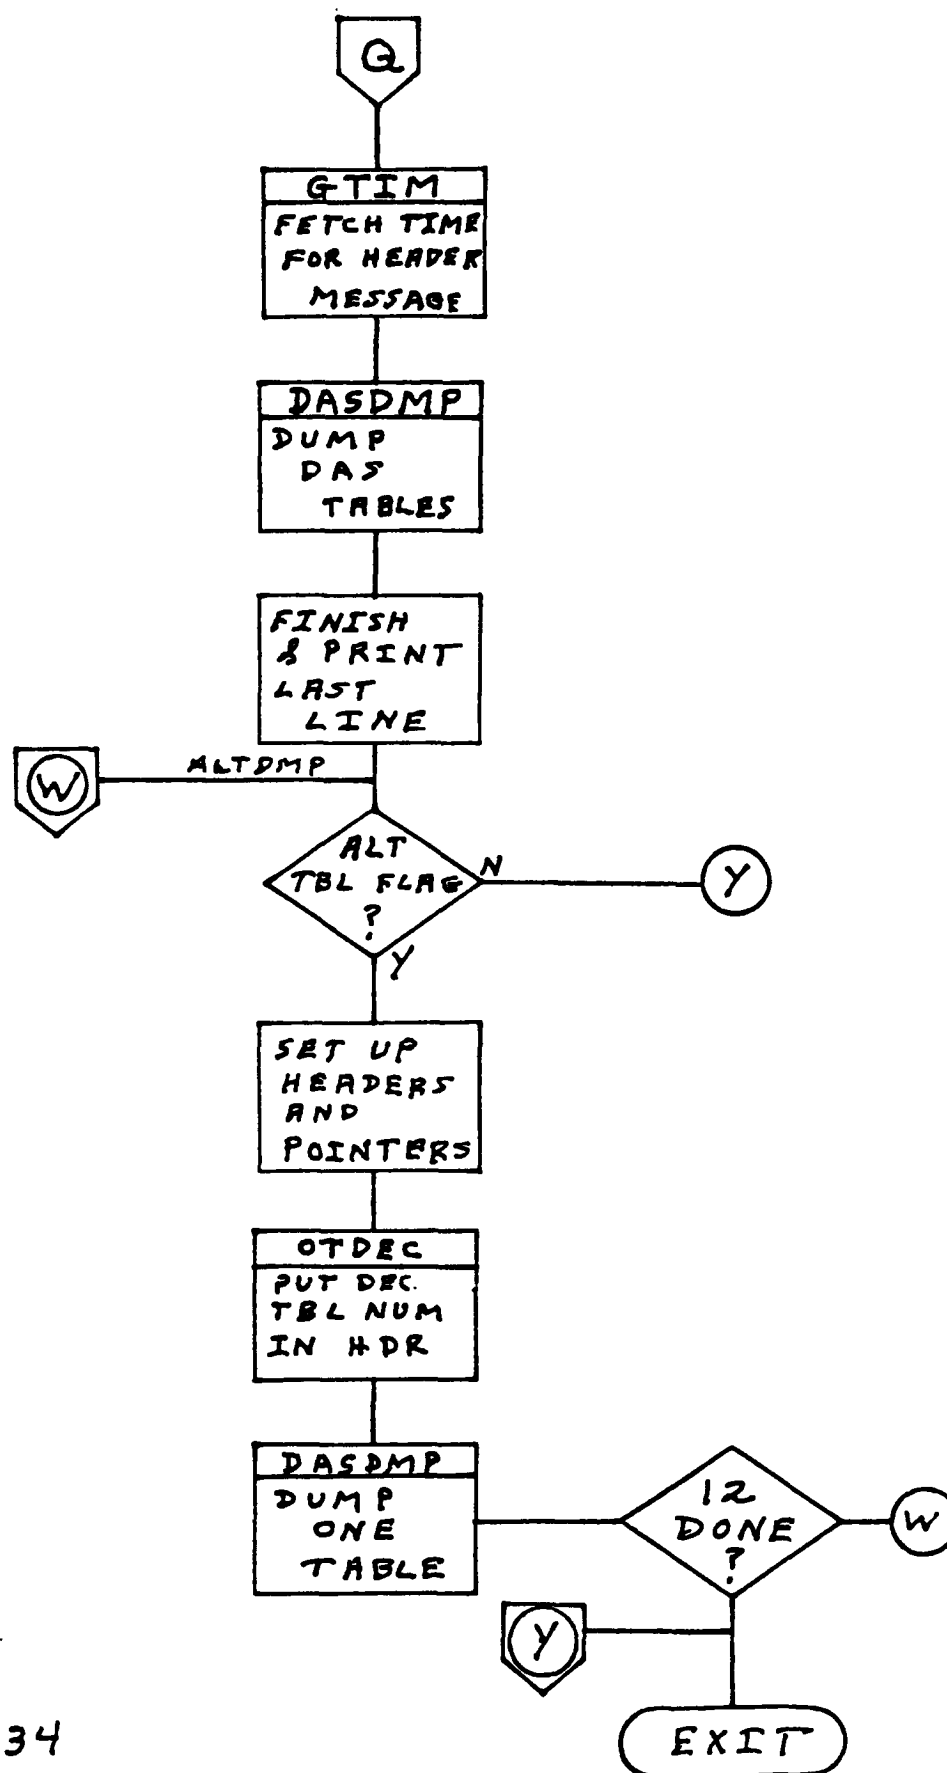 Q
GTIM
FETCH TIME
FOR HEADER
MESSAGE
DASDMP
DUMP
DAS
TABLES
FINISH
& PRINT
LAST
LINE
W
ALTDMP
ALT
TBL FLAG
?
N
Y
Y
SET UP
HEADERS
AND
POINTERS
OTDEC
PUT DEC.
TBL NUM
IN HDR
DASDMP
DUMP
ONE
TABLE
12
DONE
?
W
Y
EXIT
34